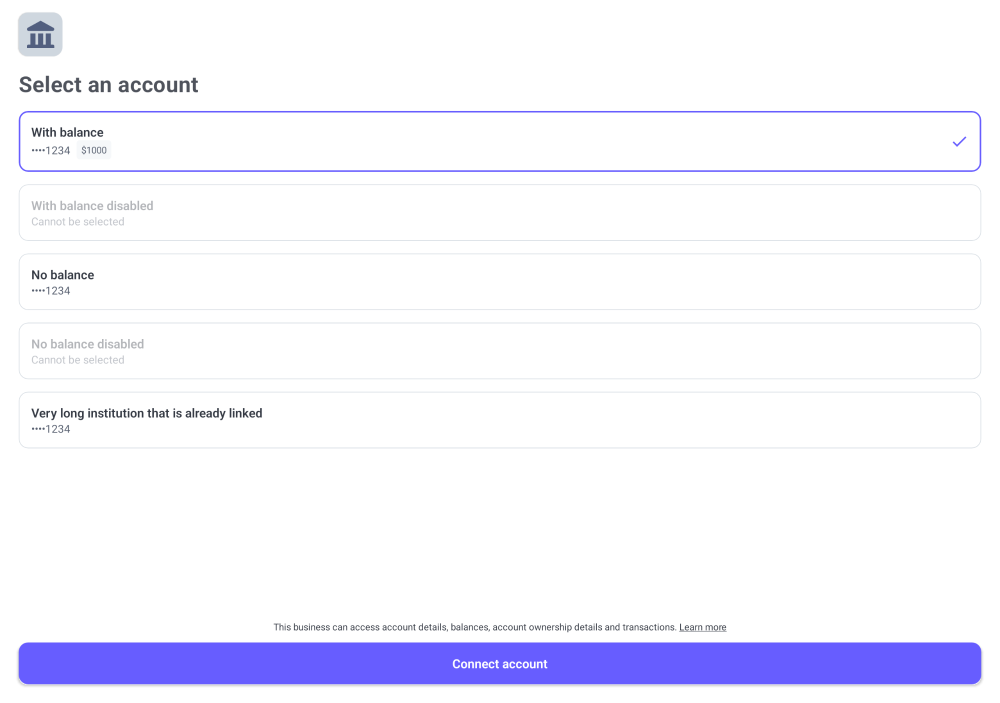 Select an account
With balance
••••1234 $1000
With balance disabled
Cannot be selected
No balance
••••1234
No balance disabled
Cannot be selected
Very long institution that is already linked
••••1234
This business can access account details, balances, account ownership details and transactions. Learn more
Connect account